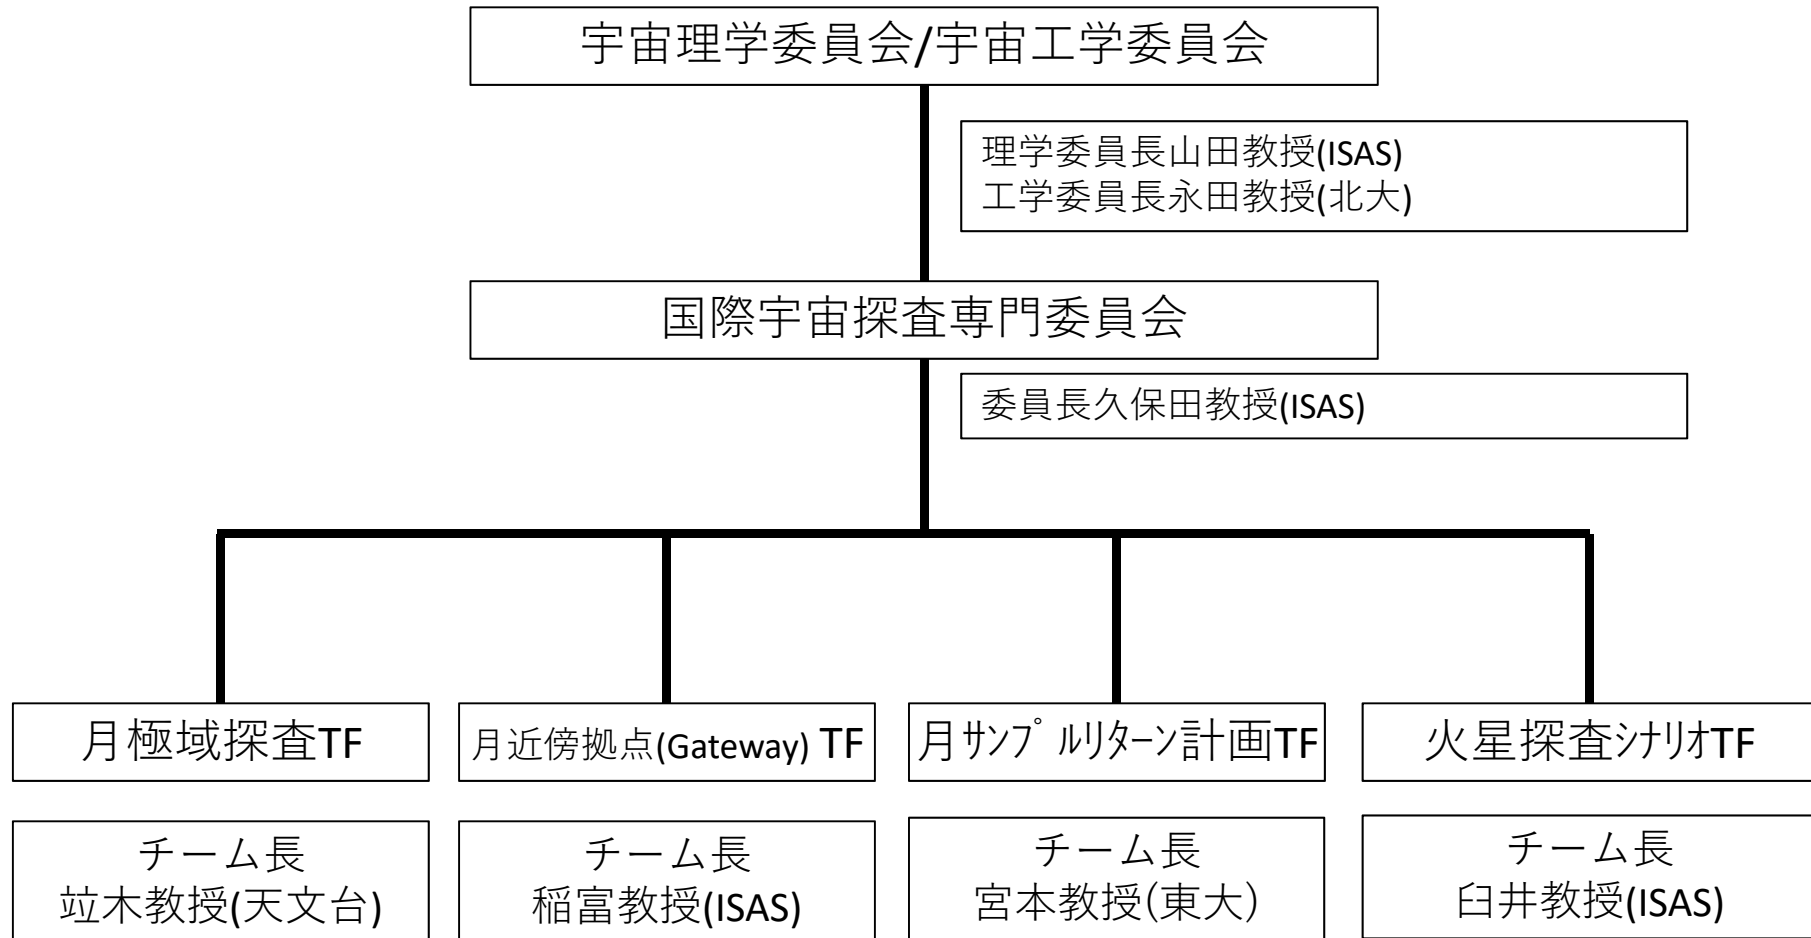 宇宙理学委員会/宇宙工学委員会
理学委員長山田教授(ISAS)
工学委員長永田教授(北大)
国際宇宙探査専門委員会
委員長久保田教授(ISAS)
月極域探査TF
月近傍拠点(Gateway) TF
月ｻﾝﾌﾟﾙﾘﾀｰﾝ計画TF
火星探査ｼﾅﾘｵTF
チーム長
竝木教授(天文台)
チーム長
稲富教授(ISAS)
チーム長
宮本教授(東大)
チーム長
臼井教授(ISAS)